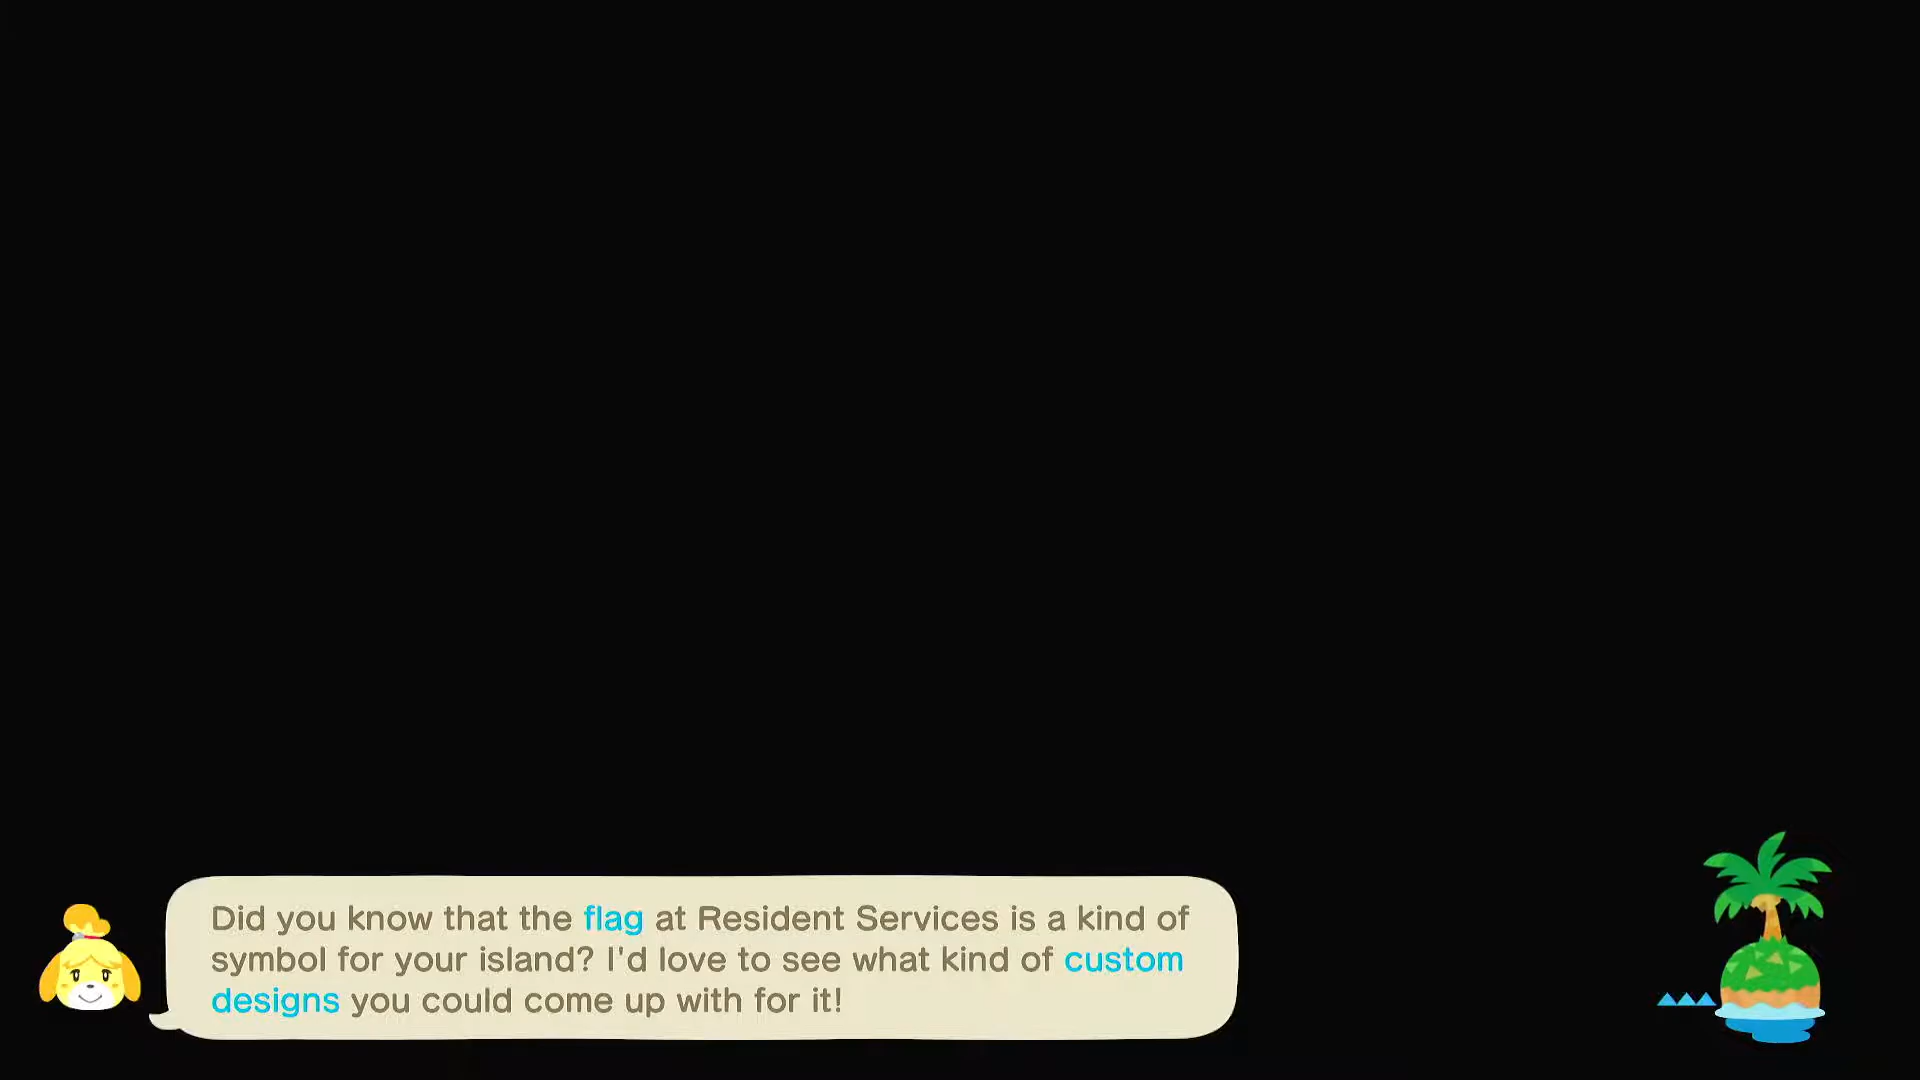 Did you know that the flag at Resident Services is a kind of
symbol for your island? I'd love to see what kind of custom
designs you could come up with for it!